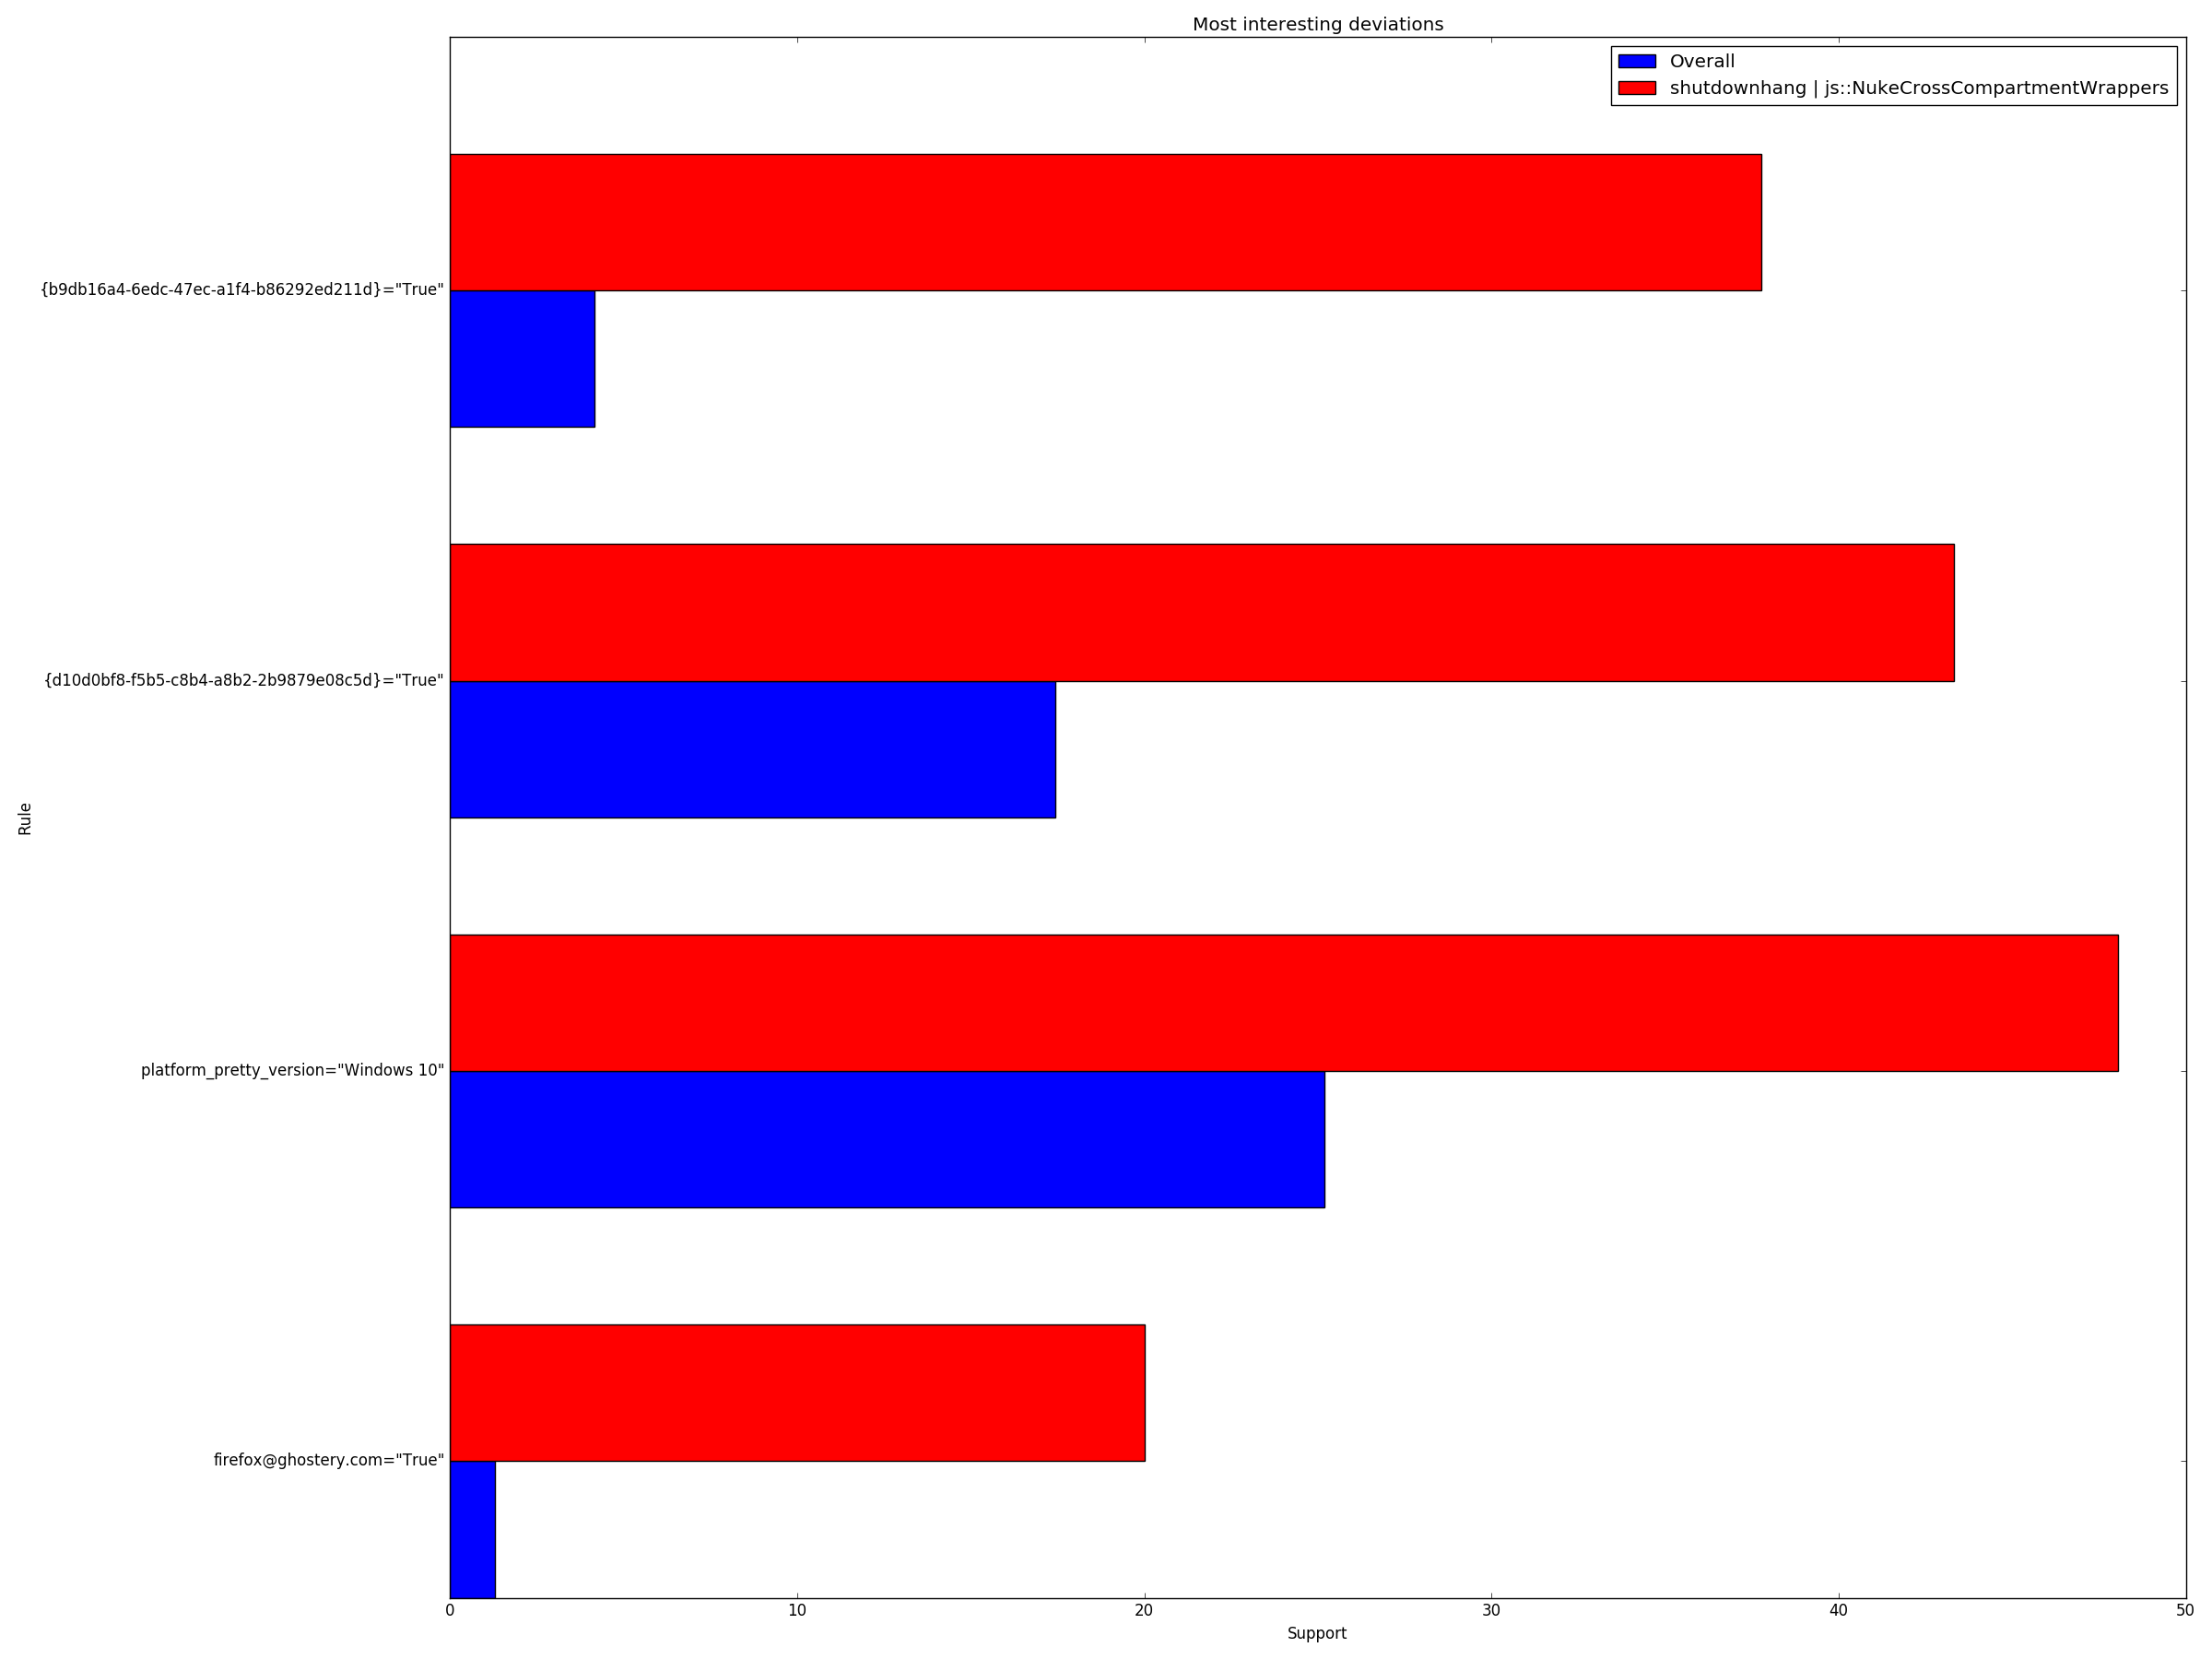 Most interesting deviations
Overall
shutdownhang | js::NukeCrossCompartmentWrappers
{b9db16a4-6edc-47ec-a1f4-b86292ed211d}="True"
{d10d0bf8-f5b5-c8b4-a8b2-2b9879e08c5d}="True"
Rule
platform_pretty_version="Windows 10"
firefox@ghostery.com="True"
0 10 20 30 40 50
Support